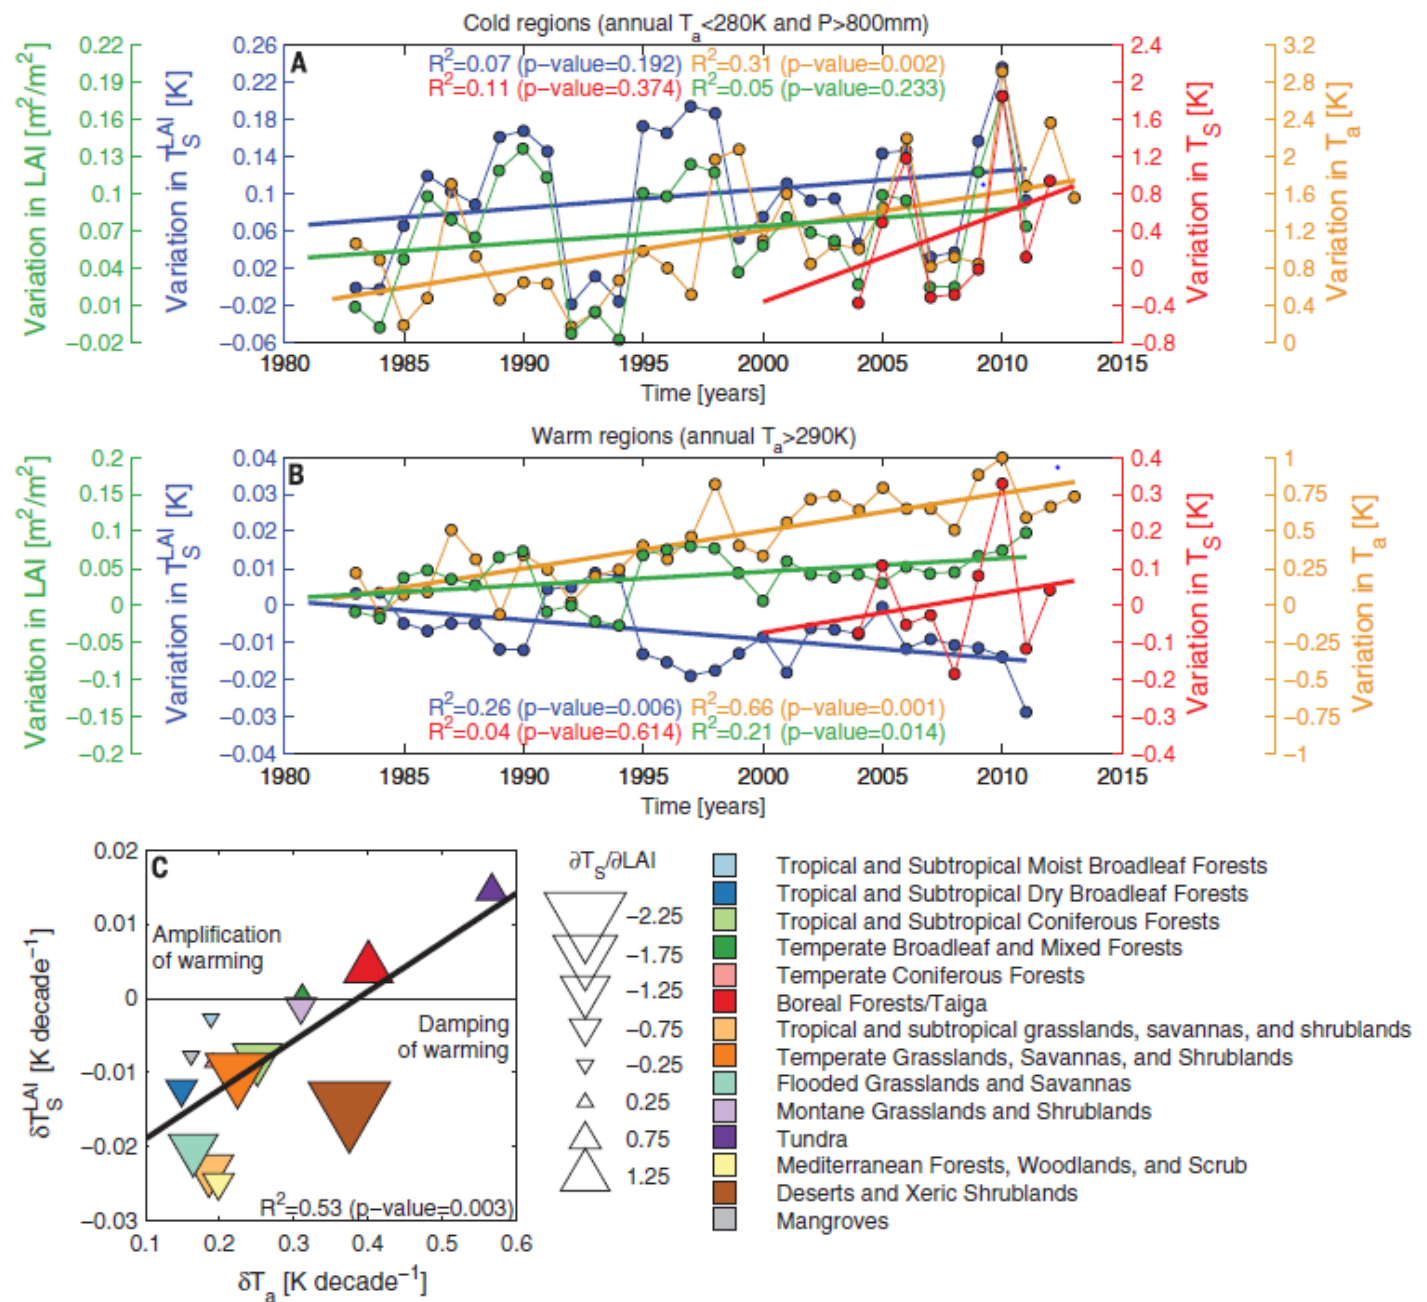 Cold regions (annual Ta<280K and P>800mm)
A
R²=0.07 (p−value=0.192) R²=0.31 (p−value=0.002)
R²=0.11 (p−value=0.374) R²=0.05 (p−value=0.233)
Variation in LAI [m²/m²]
0.22
0.19
0.16
0.13
0.1
0.07
0.04
0.01
−0.02
Variation in TS^LAI [K]
0.26
0.22
0.18
0.14
0.1
0.06
0.02
−0.02
−0.06
2.4
2
1.6
1.2
0.8
0.4
0
−0.4
−0.8
Variation in TS [K]
3.2
2.8
2.4
2
1.6
1.2
0.8
0.4
0
Variation in Ta [K]
1980 1985 1990 1995 2000 2005 2010 2015
Time [years]
Warm regions (annual Ta>290K)
B
Variation in LAI [m²/m²]
0.2
0.15
0.1
0.05
0
−0.05
−0.1
−0.15
−0.2
Variation in TS^LAI [K]
0.04
0.03
0.02
0.01
0
−0.01
−0.02
−0.03
−0.04
0.4
0.3
0.2
0.1
0
−0.1
−0.2
−0.3
−0.4
Variation in TS [K]
1
0.75
0.5
0.25
0
−0.25
−0.5
−0.75
−1
Variation in Ta [K]
R²=0.26 (p−value=0.006) R²=0.66 (p−value=0.001)
R²=0.04 (p−value=0.614) R²=0.21 (p−value=0.014)
1980 1985 1990 1995 2000 2005 2010 2015
Time [years]
C
δTS^LAI [K decade⁻¹]
0.02
0.01
0
−0.01
−0.02
−0.03
Amplification
of warming
Damping
of warming
R²=0.53 (p−value=0.003)
0.1 0.2 0.3 0.4 0.5 0.6
δTa [K decade⁻¹]
∂TS/∂LAI
−2.25
−1.75
−1.25
−0.75
−0.25
0.25
0.75
1.25
Tropical and Subtropical Moist Broadleaf Forests
Tropical and Subtropical Dry Broadleaf Forests
Tropical and Subtropical Coniferous Forests
Temperate Broadleaf and Mixed Forests
Temperate Coniferous Forests
Boreal Forests/Taiga
Tropical and subtropical grasslands, savannas, and shrublands
Temperate Grasslands, Savannas, and Shrublands
Flooded Grasslands and Savannas
Montane Grasslands and Shrublands
Tundra
Mediterranean Forests, Woodlands, and Scrub
Deserts and Xeric Shrublands
Mangroves